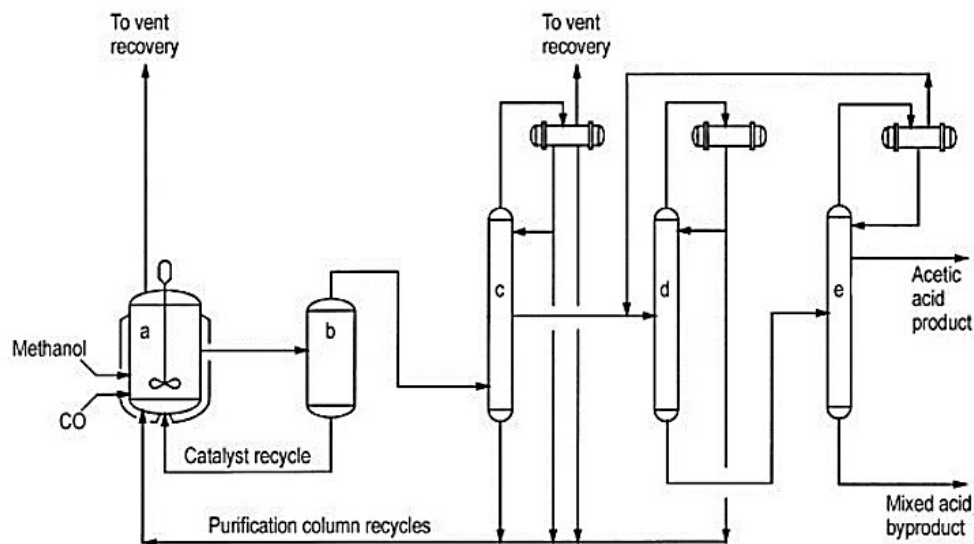 To vent
recovery
To vent
recovery
a
b
c
d
e
Methanol
CO
Acetic
acid
product
Catalyst recycle
Purification column recycles
Mixed acid
byproduct